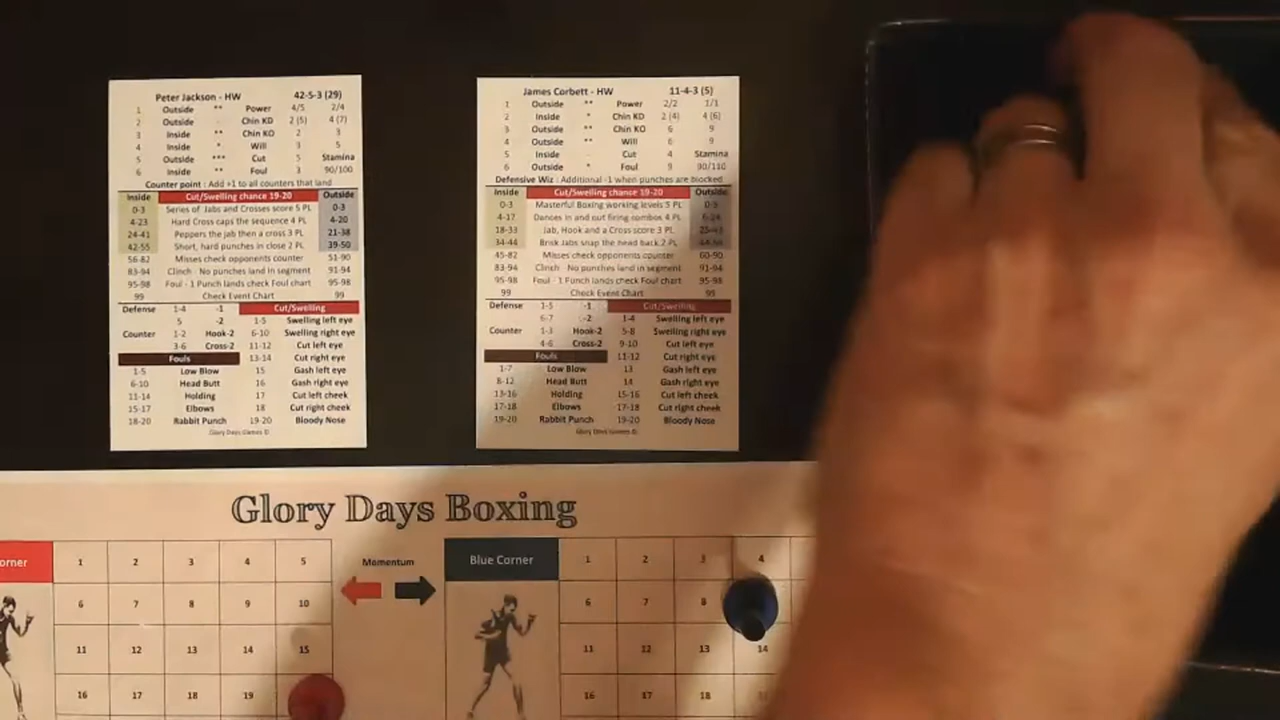 Peter Jackson - HW 42-5-3 (29)
1 Outside ** Power 4/5 2/4
2 Outside - Chin KD 2 (5) 4 (7)
3 Inside ** Chin KO 2 3
4 Inside * Will 3 5
5 Outside *** Cut 5 Stamina
6 Inside ** Foul 3 90/100
Counter point : Add +1 to all counters that land
Inside Cut/Swelling chance 19-20 Outside
0-3 Series of Jabs and Crosses score 5 PL 0-3
4-23 Hard Cross caps the sequence 4 PL 4-20
24-41 Peppers the jab then a cross 3 PL 21-38
42-55 Short, hard punches in close 2 PL 39-50
56-82 Misses check opponents counter 51-90
83-94 Clinch - No punches land in segment 91-94
95-98 Foul - 1 Punch lands check Foul chart 95-98
99 Check Event Chart 99
Defense 1-4 -1 Cut/Swelling
5 -2 1-5 Swelling left eye
Counter 1-2 Hook-2 6-10 Swelling right eye
3-6 Cross-2 11-12 Cut left eye
Fouls 13-14 Cut right eye
1-5 Low Blow 15 Gash left eye
6-10 Head Butt 16 Gash right eye
11-14 Holding 17 Cut left cheek
15-17 Elbows 18 Cut right cheek
18-20 Rabbit Punch 19-20 Bloody Nose
Glory Days Games ©
James Corbett - HW 11-4-3 (5)
1 Outside ** Power 2/2 1/1
2 Inside * Chin KD 2 (4) 4 (6)
3 Outside ** Chin KO 6 9
4 Outside ** Will 6 9
5 Inside - Cut 4 Stamina
6 Outside * Foul 9 /110
Defensive Wiz : Additional -1 when punches are blocked
Inside Cut/Swelling chance 19-20 Outside
0-3 Masterful Boxing working levels 5 PL
4-17 Dances in and out firing combos 4 PL 6-24
18-33 Jab, Hook and a Cross score 3 PL
34-44 Brisk Jabs snap the head back 2 PL
45-82 Misses check opponents counter 60-90
83-94 Clinch - No punches land in segment 91-94
95-98 Foul - 1 Punch lands check Foul chart 95-98
99 Check Event Chart 99
Defense 1-5 -1 Cut/Swelling
6-7 -2 1-4 Swelling left eye
Counter 1-3 Hook-2 5-8 Swelling right eye
4-6 Cross-2 9-10 Cut left eye
Fouls 11-12 Cut right eye
1-7 Low Blow 13 Gash left eye
8-12 Head Butt 14 Gash right eye
13-16 Holding 15-16 Cut left cheek
17-18 Elbows 17-18 Cut right cheek
19-20 Rabbit Punch 19-20 Bloody Nose
Glory Days Games ©
Glory Days Boxing
orner 1 2 3 4 5 Momentum Blue Corner 1 2 3 4
6 7 8 9 10 6 7 8
11 12 13 14 15 11 12 13 14
16 17 18 19 16 17 18